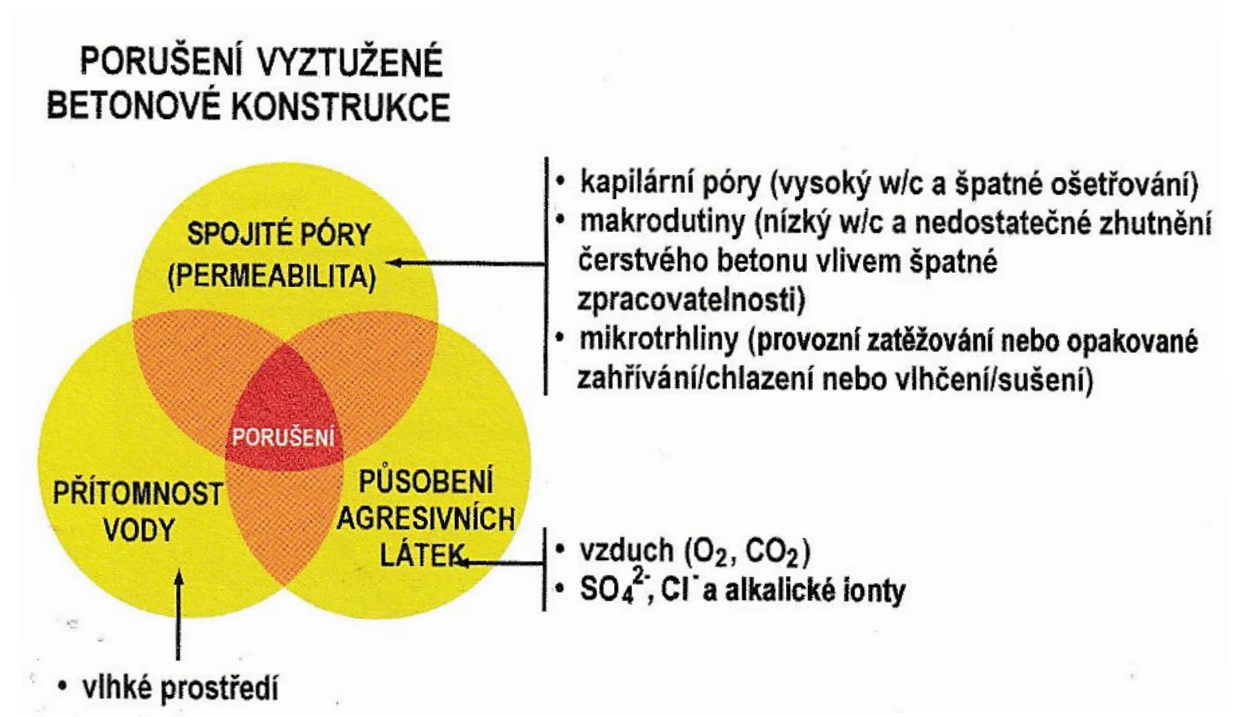 PORUŠENÍ VYZTUŽENÉ
BETONOVÉ KONSTRUKCE
SPOJITÉ PÓRY
(PERMEABILITA)
• kapilární póry (vysoký w/c a špatné ošetřování)
• makrodutiny (nízký w/c a nedostatečné zhutnění
čerstvého betonu vlivem špatné
zpracovatelnosti)
• mikrotrhliny (provozní zatěžování nebo opakované
zahřívání/chlazení nebo vlhčení/sušení)
PORUŠENÍ
PŘÍTOMNOST
VODY
PŮSOBENÍ
AGRESIVNÍCH
LÁTEK
• vzduch (O₂, CO₂)
• SO₄²⁻, Cl⁻ a alkalické ionty
• vlhké prostředí